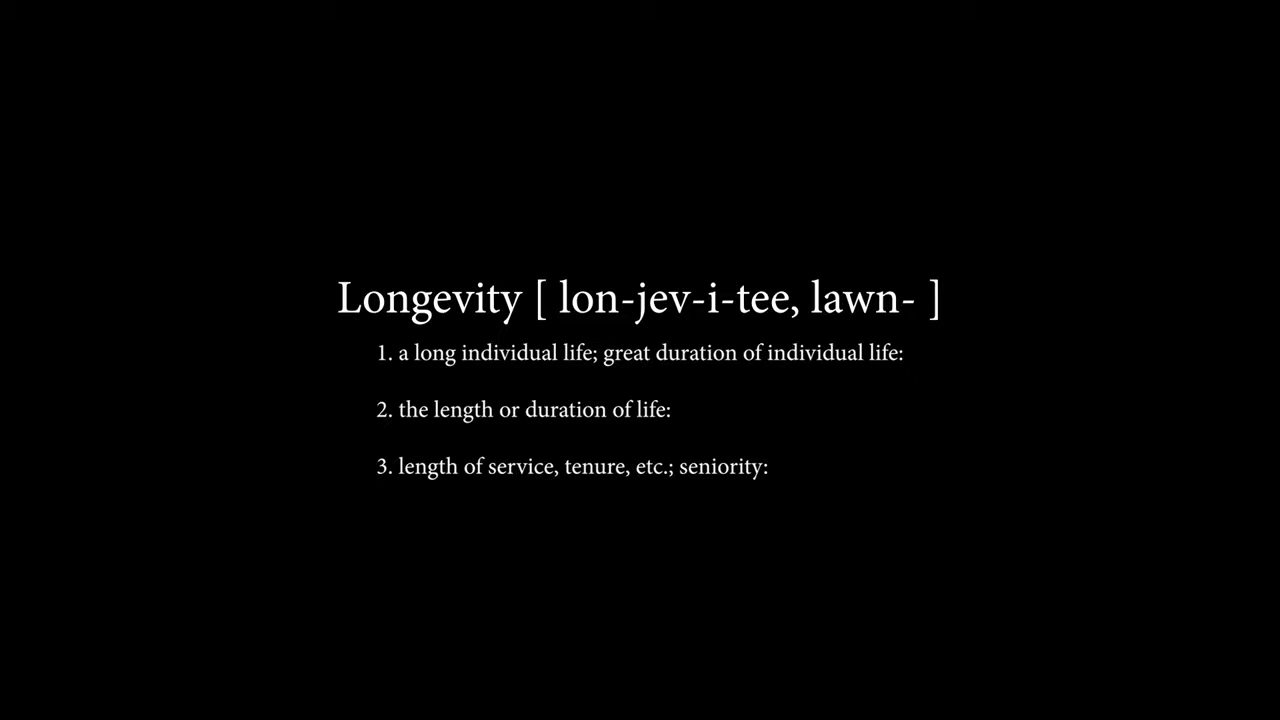 Longevity [ lon-jev-i-tee, lawn- ]
1. a long individual life; great duration of individual life:
2. the length or duration of life:
3. length of service, tenure, etc.; seniority: